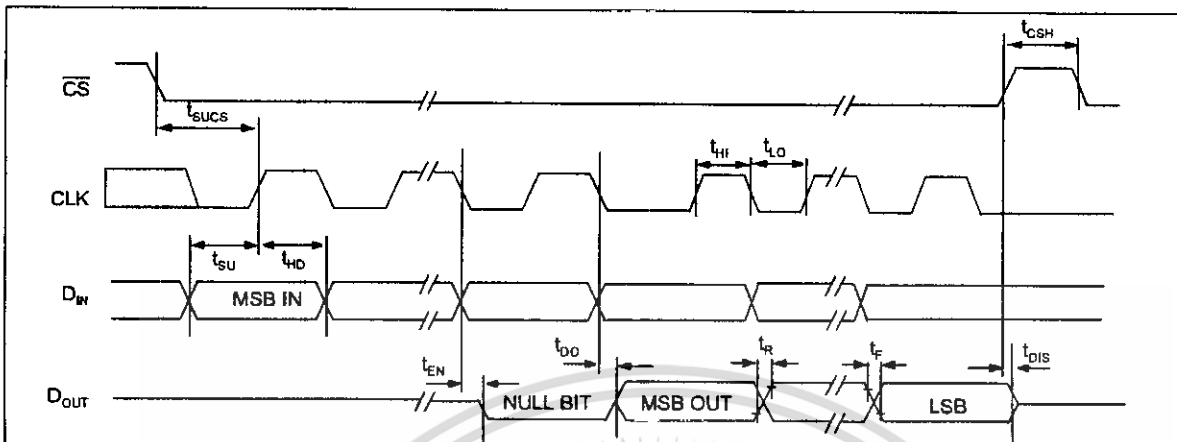 tCSH
CS
tSUCS
tHI
tLO
CLK
tSU
tHD
DIN
MSB IN
tDO
tR
tF
tDIS
tEN
DOUT
NULL BIT
MSB OUT
LSB